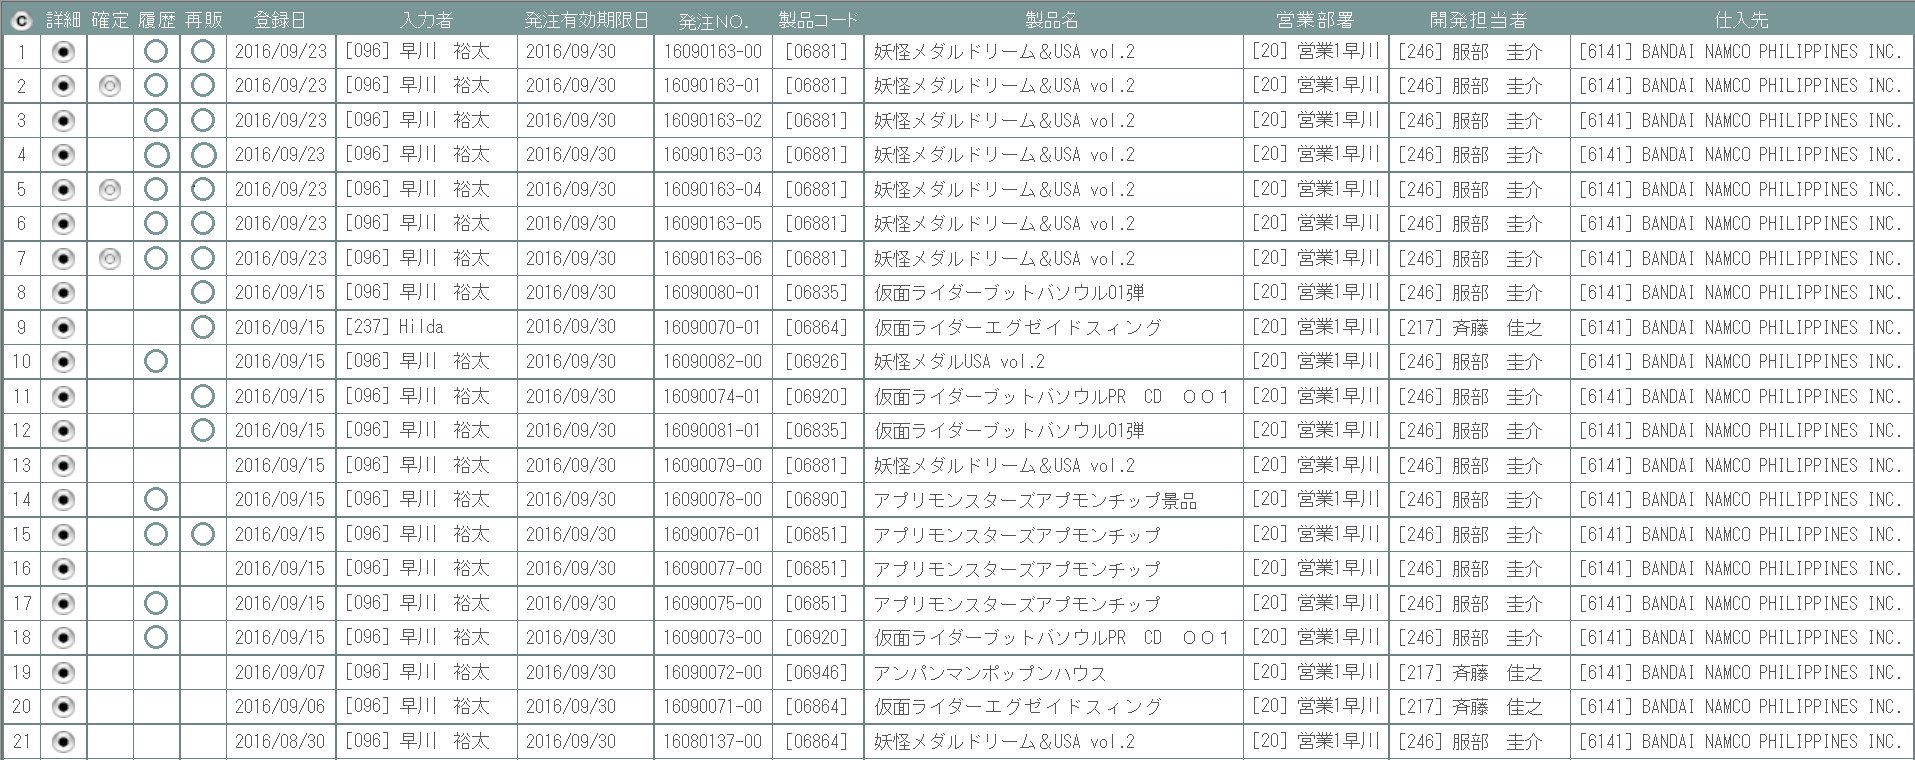 C 詳細 確定 履歴 再販 登録日 入力者 発注有効期限日 発注NO. 製品コード 製品名 営業部署 開発担当者 仕入先
1 2016/09/23 [096] 早川　裕太 2016/09/30 16090163-00 [06881] 妖怪メダルドリーム＆USA vol.2 [20] 営業1早川 [246] 服部　圭介 [6141] BANDAI NAMCO PHILIPPINES INC.
2 2016/09/23 [096] 早川　裕太 2016/09/30 16090163-01 [06881] 妖怪メダルドリーム＆USA vol.2 [20] 営業1早川 [246] 服部　圭介 [6141] BANDAI NAMCO PHILIPPINES INC.
3 2016/09/23 [096] 早川　裕太 2016/09/30 16090163-02 [06881] 妖怪メダルドリーム＆USA vol.2 [20] 営業1早川 [246] 服部　圭介 [6141] BANDAI NAMCO PHILIPPINES INC.
4 2016/09/23 [096] 早川　裕太 2016/09/30 16090163-03 [06881] 妖怪メダルドリーム＆USA vol.2 [20] 営業1早川 [246] 服部　圭介 [6141] BANDAI NAMCO PHILIPPINES INC.
5 2016/09/23 [096] 早川　裕太 2016/09/30 16090163-04 [06881] 妖怪メダルドリーム＆USA vol.2 [20] 営業1早川 [246] 服部　圭介 [6141] BANDAI NAMCO PHILIPPINES INC.
6 2016/09/23 [096] 早川　裕太 2016/09/30 16090163-05 [06881] 妖怪メダルドリーム＆USA vol.2 [20] 営業1早川 [246] 服部　圭介 [6141] BANDAI NAMCO PHILIPPINES INC.
7 2016/09/23 [096] 早川　裕太 2016/09/30 16090163-06 [06881] 妖怪メダルドリーム＆USA vol.2 [20] 営業1早川 [246] 服部　圭介 [6141] BANDAI NAMCO PHILIPPINES INC.
8 2016/09/15 [096] 早川　裕太 2016/09/30 16090080-01 [06835] 仮面ライダーブットバソウル01弾 [20] 営業1早川 [246] 服部　圭介 [6141] BANDAI NAMCO PHILIPPINES INC.
9 2016/09/15 [237] Hilda 2016/09/30 16090070-01 [06864] 仮面ライダーエグゼイドスィング [20] 営業1早川 [217] 斉藤　佳之 [6141] BANDAI NAMCO PHILIPPINES INC.
10 2016/09/15 [096] 早川　裕太 2016/09/30 16090082-00 [06926] 妖怪メダルUSA vol.2 [20] 営業1早川 [246] 服部　圭介 [6141] BANDAI NAMCO PHILIPPINES INC.
11 2016/09/15 [096] 早川　裕太 2016/09/30 16090074-01 [06920] 仮面ライダーブットバソウルPR　CD　００１ [20] 営業1早川 [246] 服部　圭介 [6141] BANDAI NAMCO PHILIPPINES INC.
12 2016/09/15 [096] 早川　裕太 2016/09/30 16090081-01 [06835] 仮面ライダーブットバソウル01弾 [20] 営業1早川 [246] 服部　圭介 [6141] BANDAI NAMCO PHILIPPINES INC.
13 2016/09/15 [096] 早川　裕太 2016/09/30 16090079-00 [06881] 妖怪メダルドリーム＆USA vol.2 [20] 営業1早川 [246] 服部　圭介 [6141] BANDAI NAMCO PHILIPPINES INC.
14 2016/09/15 [096] 早川　裕太 2016/09/30 16090078-00 [06890] アプリモンスターズアプモンチップ景品 [20] 営業1早川 [246] 服部　圭介 [6141] BANDAI NAMCO PHILIPPINES INC.
15 2016/09/15 [096] 早川　裕太 2016/09/30 16090076-01 [06851] アプリモンスターズアプモンチップ [20] 営業1早川 [246] 服部　圭介 [6141] BANDAI NAMCO PHILIPPINES INC.
16 2016/09/15 [096] 早川　裕太 2016/09/30 16090077-00 [06851] アプリモンスターズアプモンチップ [20] 営業1早川 [246] 服部　圭介 [6141] BANDAI NAMCO PHILIPPINES INC.
17 2016/09/15 [096] 早川　裕太 2016/09/30 16090075-00 [06851] アプリモンスターズアプモンチップ [20] 営業1早川 [246] 服部　圭介 [6141] BANDAI NAMCO PHILIPPINES INC.
18 2016/09/15 [096] 早川　裕太 2016/09/30 16090073-00 [06920] 仮面ライダーブットバソウルPR　CD　００１ [20] 営業1早川 [246] 服部　圭介 [6141] BANDAI NAMCO PHILIPPINES INC.
19 2016/09/07 [096] 早川　裕太 2016/09/30 16090072-00 [06946] アンパンマンポップンハウス [20] 営業1早川 [217] 斉藤　佳之 [6141] BANDAI NAMCO PHILIPPINES INC.
20 2016/09/06 [096] 早川　裕太 2016/09/30 16090071-00 [06864] 仮面ライダーエグゼイドスィング [20] 営業1早川 [217] 斉藤　佳之 [6141] BANDAI NAMCO PHILIPPINES INC.
21 2016/08/30 [096] 早川　裕太 2016/09/30 16080137-00 [06864] 妖怪メダルドリーム＆USA vol.2 [20] 営業1早川 [246] 服部　圭介 [6141] BANDAI NAMCO PHILIPPINES INC.